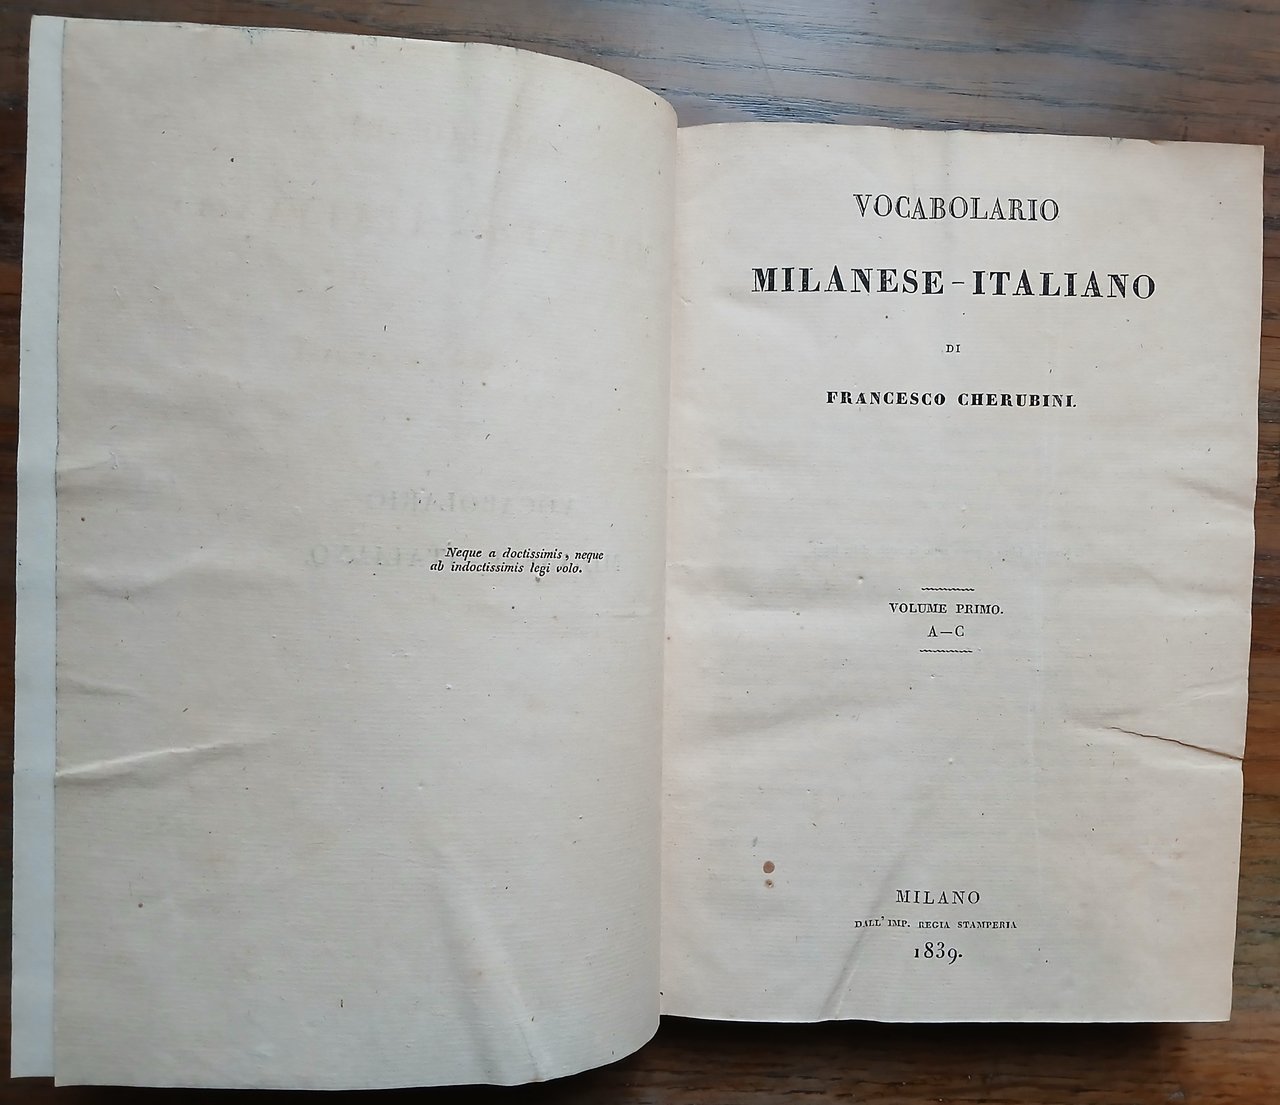 Neque a doctissimis, neque
ab indoctissimis legi volo.
VOCABOLARIO
MILANESE-ITALIANO
DI
FRANCESCO CHERUBINI.
VOLUME PRIMO.
A—C
MILANO
DALL' IMP. REGIA STAMPERIA
1839.